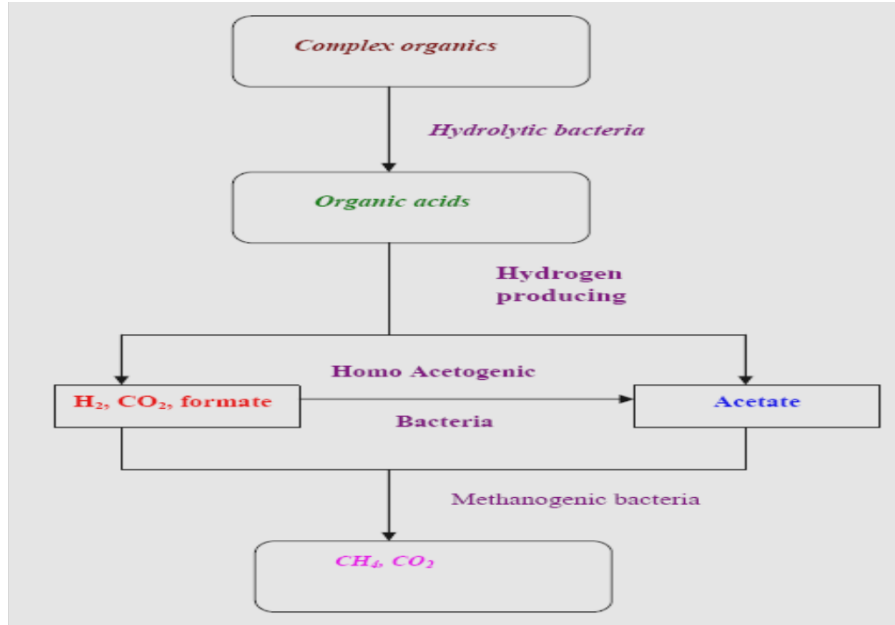 Complex organics
Hydrolytic bacteria
Organic acids
Hydrogen
producing
Homo Acetogenic
H₂, CO₂, formate
Acetate
Bacteria
Methanogenic bacteria
CH₄, CO₂